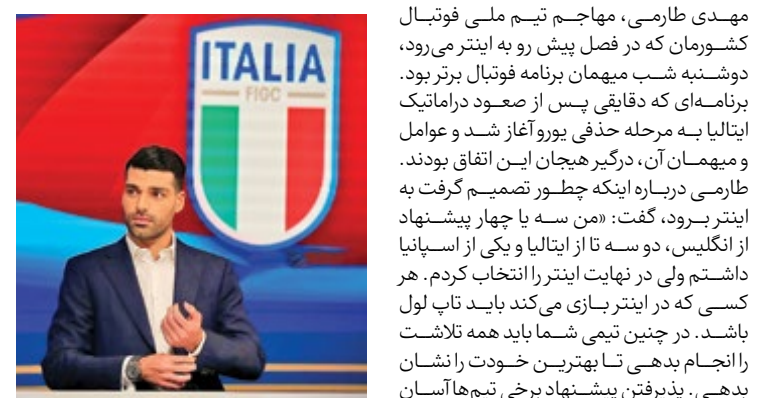 مهدی طارمی، مهاجم تیم ملی فوتبال
کشورمان که در فصل پیش رو به اینتر می‌رود،
دوشنبه شب میهمان برنامه فوتبال برتر بود.
برنامه‌ای که دقایقی پس از صعود دراماتیک
ایتالیا به مرحله حذفی یورو آغاز شد و عوامل
و میهمان آن، درگیر هیجان این اتفاق بودند.
طارمی درباره اینکه چطور تصمیم گرفت به
اینتر برود، گفت: «من سه یا چهار پیشنهاد
از انگلیس، دو سه تا از ایتالیا و یکی از اسپانیا
داشتم ولی در نهایت اینتر را انتخاب کردم. هر
کسی که در اینتر بازی می‌کند باید تاپ لول
باشد. در چنین تیمی شما باید همه تلاشت
را انجام بدهی تا بهترین خودت را نشان
بدهی. پذیرفتن پیشنهاد برخی تیم‌ها آسان
ITALIA
FIGC